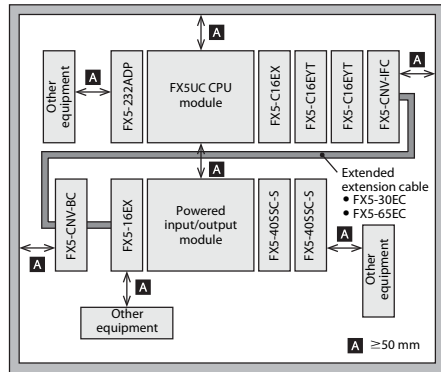 A
Other
equipment
A
FX5-232ADP
FX5UC CPU
module
FX5-C16EX
FX5-C16EYT
FX5-C16EYT
FX5-CNV-IFC
A
A
Extended
extension cable
• FX5-30EC
• FX5-65EC
FX5-CNV-BC
FX5-16EX
Powered
input/output
module
FX5-40SSC-S
FX5-40SSC-S
A
A
Other
equipment
A
Other
equipment
A ≥50 mm